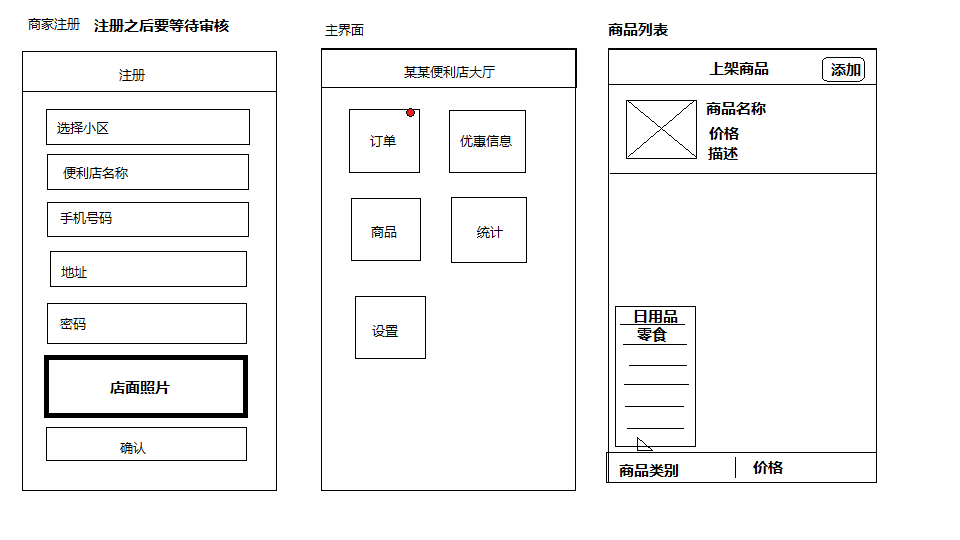 商家注册 注册之后要等待审核
注册
选择小区
便利店名称
手机号码
地址
密码
店面照片
确认
主界面
某某便利店大厅
订单 优惠信息
商品 统计
设置
商品列表
上架商品 添加
商品名称
价格
描述
日用品
零食
商品类别 价格